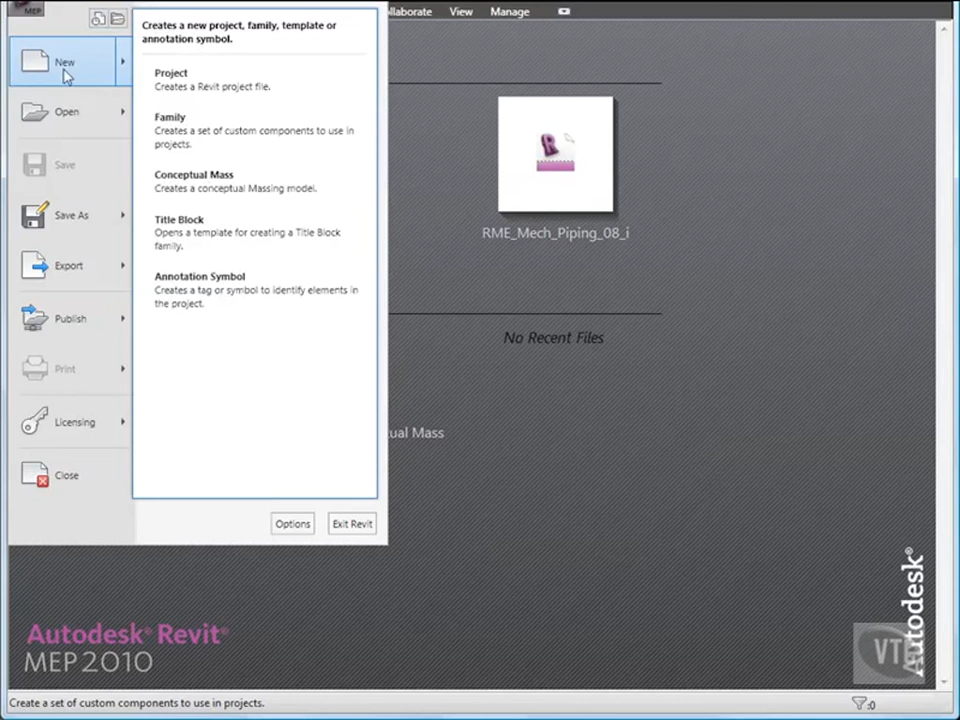 MEP
Collaborate View Manage
Creates a new project, family, template or
annotation symbol.
New
Open
Save
Save As
Export
Publish
Print
Licensing
Close
Project
Creates a Revit project file.
Family
Creates a set of custom components to use in
projects.
Conceptual Mass
Creates a conceptual Massing model.
Title Block
Opens a template for creating a Title Block
family.
Annotation Symbol
Creates a tag or symbol to identify elements in
the project.
Options Exit Revit
R
RME_Mech_Piping_08_i
No Recent Files
ual Mass
Autodesk® Revit®
MEP 2010
Autodesk®
VT
Create a set of custom components to use in projects.
:0